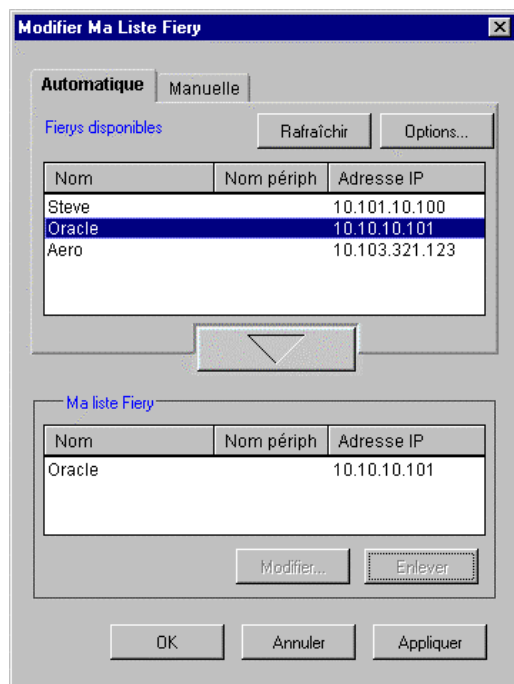 Modifier Ma Liste Fiery
Automatique Manuelle
Fierys disponibles Rafraîchir Options...
Nom Nom périph Adresse IP
Steve 10.101.10.100
Oracle 10.10.10.101
Aero 10.103.321.123
Ma liste Fiery
Nom Nom périph Adresse IP
Oracle 10.10.10.101
Modifier... Enlever
OK Annuler Appliquer